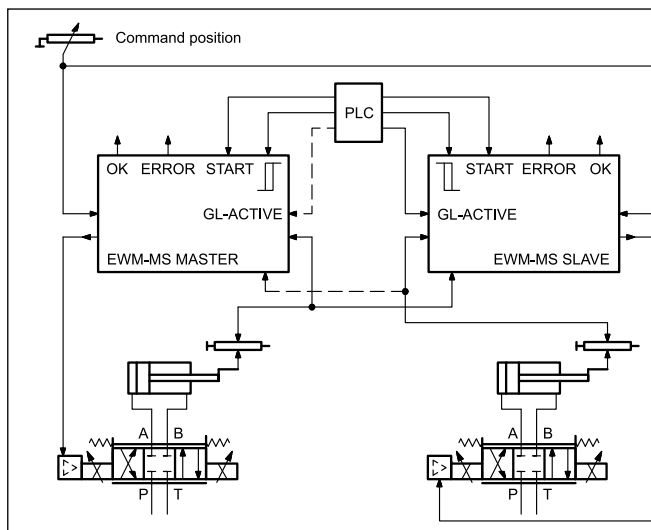 Command position
PLC
OK ERROR START
GL-ACTIVE
EWM-MS MASTER
START ERROR OK
GL-ACTIVE
EWM-MS SLAVE
A B
P T
A B
P T